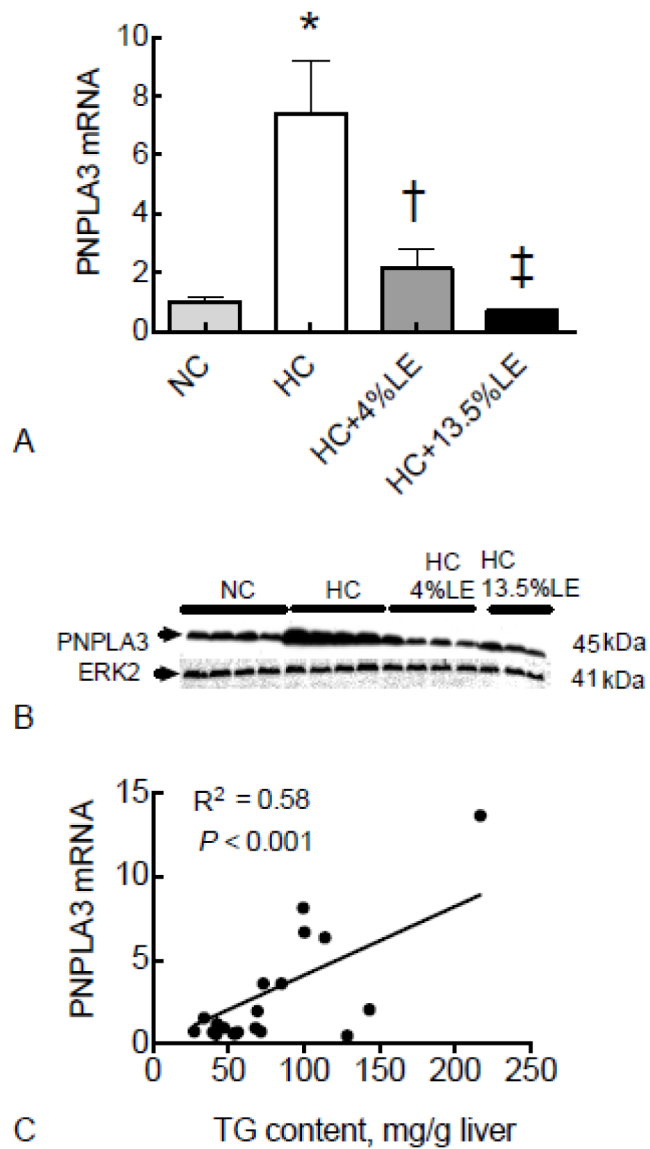 *
10
8
6
4
2
0
PNPLA3 mRNA
†
‡
NC
HC
HC+4%LE
HC+13.5%LE
A
HC HC
NC HC 4%LE 13.5%LE
PNPLA3 45kDa
ERK2 41kDa
B
15
10
5
0
PNPLA3 mRNA
R² = 0.58
P < 0.001
0 50 100 150 200 250
C TG content, mg/g liver